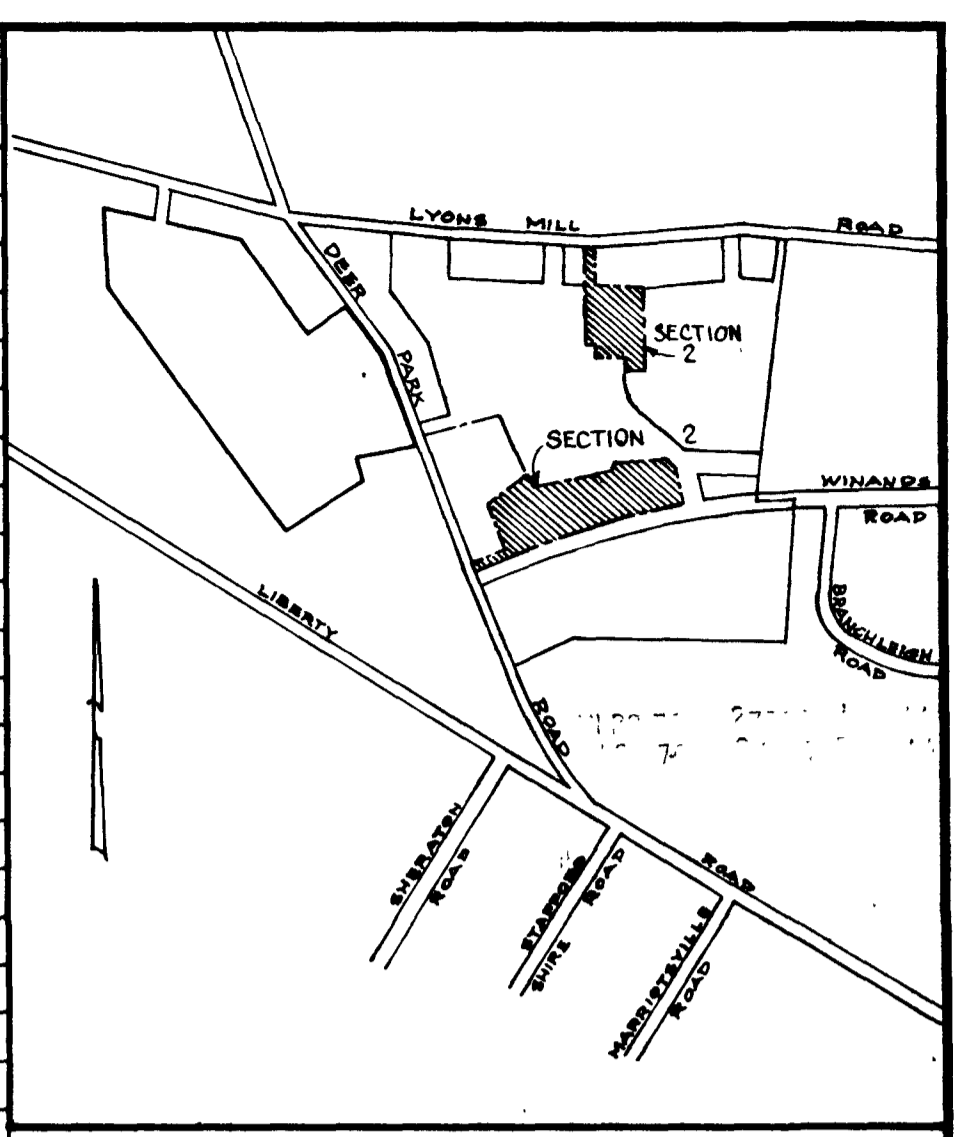 LYONS MILL ROAD
DEER
PARK
SECTION
2
SECTION 2
WINANDS
ROAD
BRANCHLEIGH
ROAD
LIBERTY
ROAD
SHERATON
ROAD
STAFFORD
SHIRE
ROAD
MARRIOTSVILLE
ROAD
ROAD